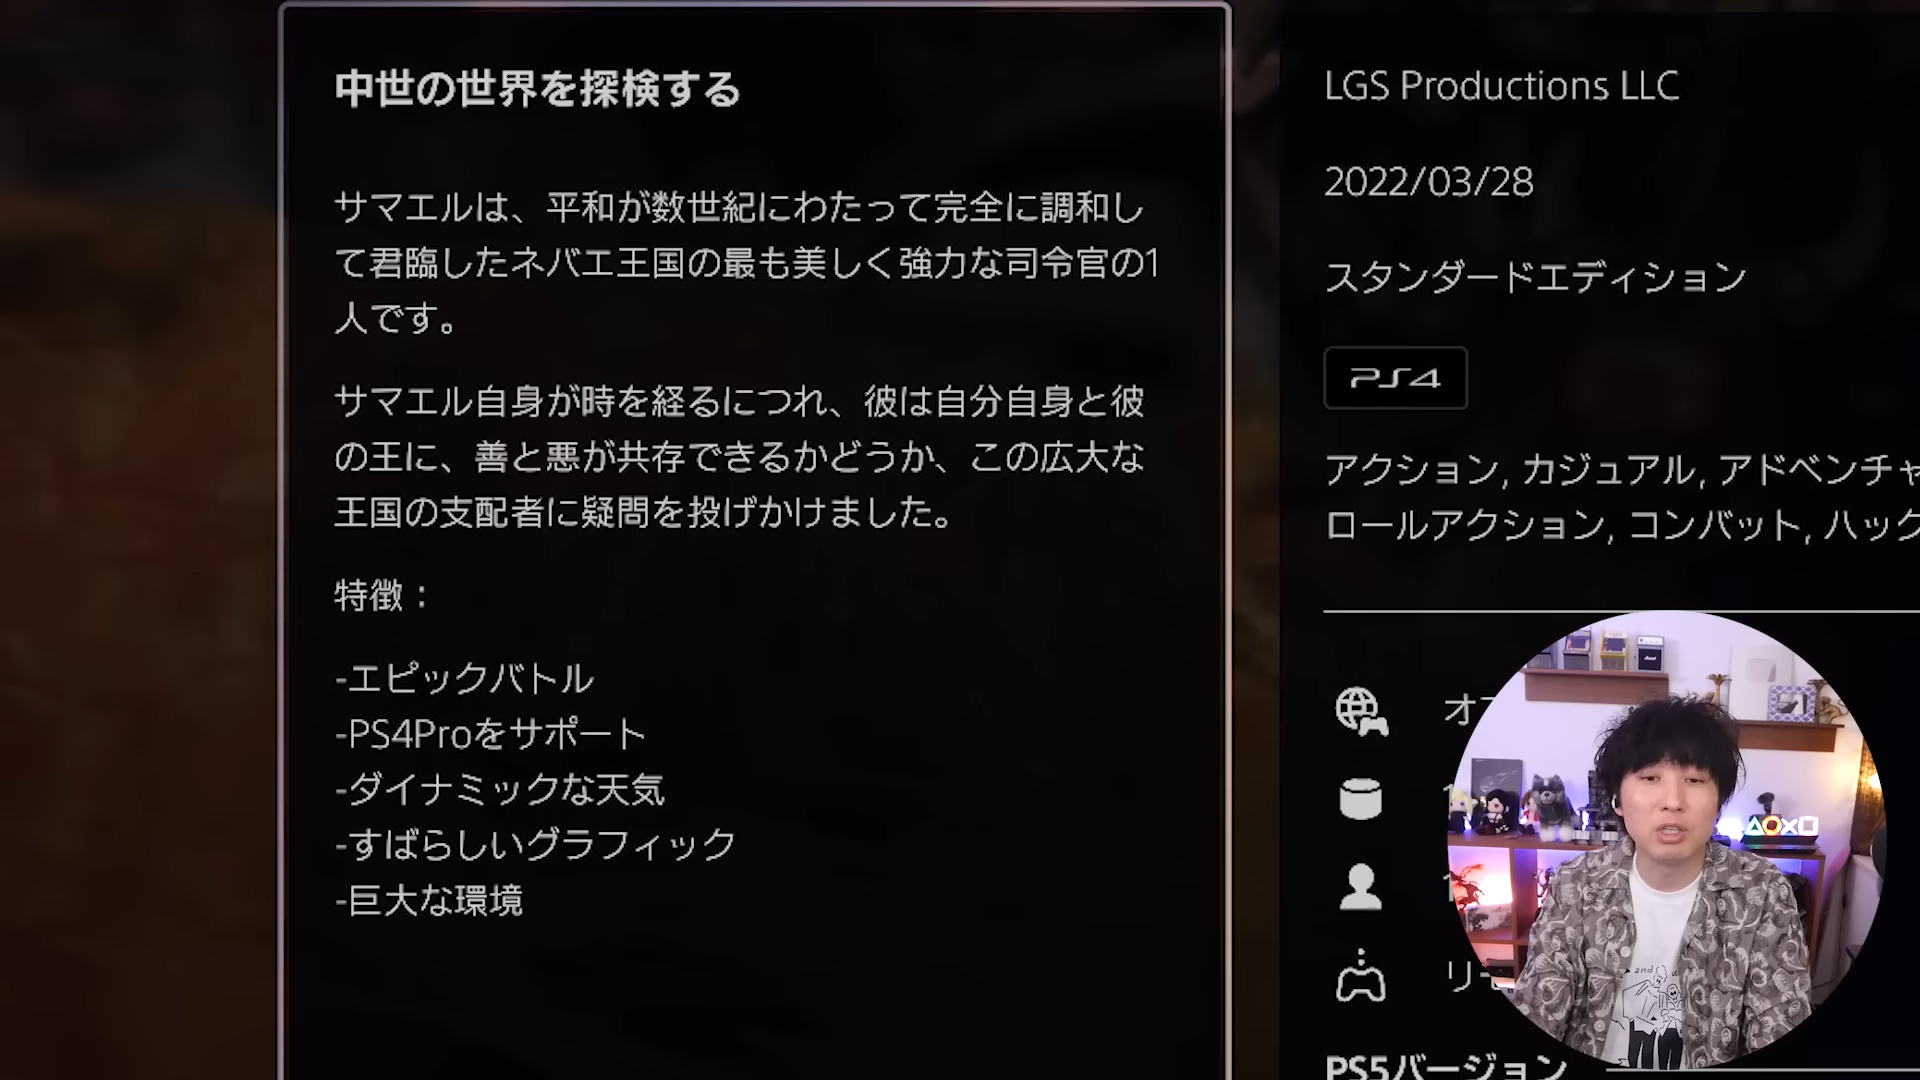 中世の世界を探検する
サマエルは、平和が数世紀にわたって完全に調和し
て君臨したネバエ王国の最も美しく強力な司令官の1
人です。
サマエル自身が時を経るにつれ、彼は自分自身と彼
の王に、善と悪が共存できるかどうか、この広大な
王国の支配者に疑問を投げかけました。
特徴：
-エピックバトル
-PS4Proをサポート
-ダイナミックな天気
-すばらしいグラフィック
-巨大な環境
LGS Productions LLC
2022/03/28
スタンダードエディション
PS4
アクション, カジュアル, アドベンチャ
ロールアクション, コンバット, ハック
オフ
リモ
PS5バージョン
and